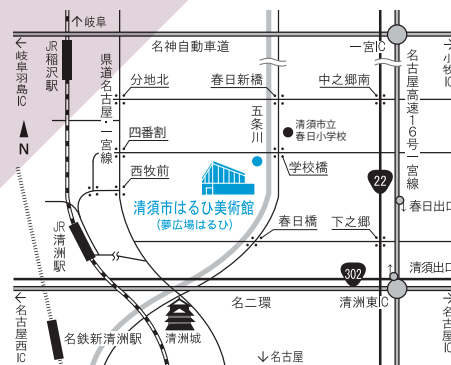 岐阜
名神自動車道
一宮IC
岐阜羽島IC
JR稲沢駅
県道名古屋・一宮線
分地北
春日新橋
中之郷南
名古屋高速16号一宮線
小牧IC
五条川
清須市立
春日小学校
四番割
学校橋
N
西牧前
22
清須市はるひ美術館
(夢広場はるひ)
春日出口
春日橋
下之郷
JR清洲駅
清須出口
302
名古屋西IC
名二環
清洲東IC
名古屋IC
名鉄新清洲駅
清洲城
名古屋